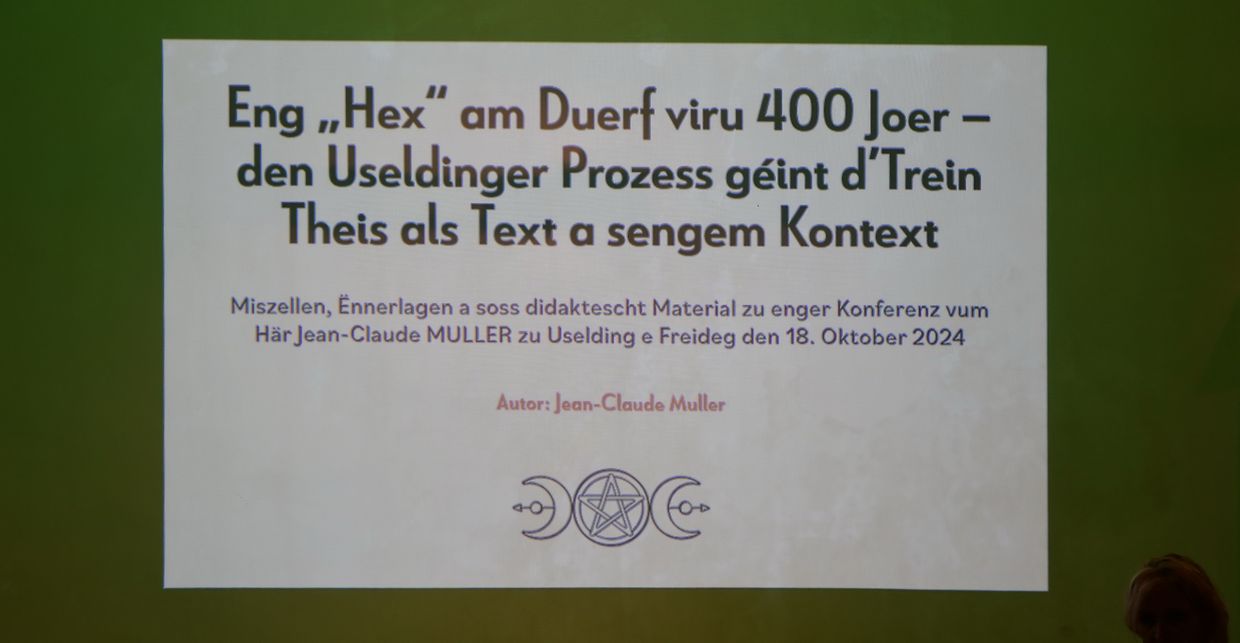 Eng „Hex“ am Duerf viru 400 Joer –
den Useldinger Prozess géint d’Trein
Theis als Text a sengem Kontext
Miszellen, Ënnerlagen a soss didaktescht Material zu enger Konferenz vum
Här Jean-Claude MULLER zu Uselding e Freideg den 18. Oktober 2024
Autor: Jean-Claude Muller